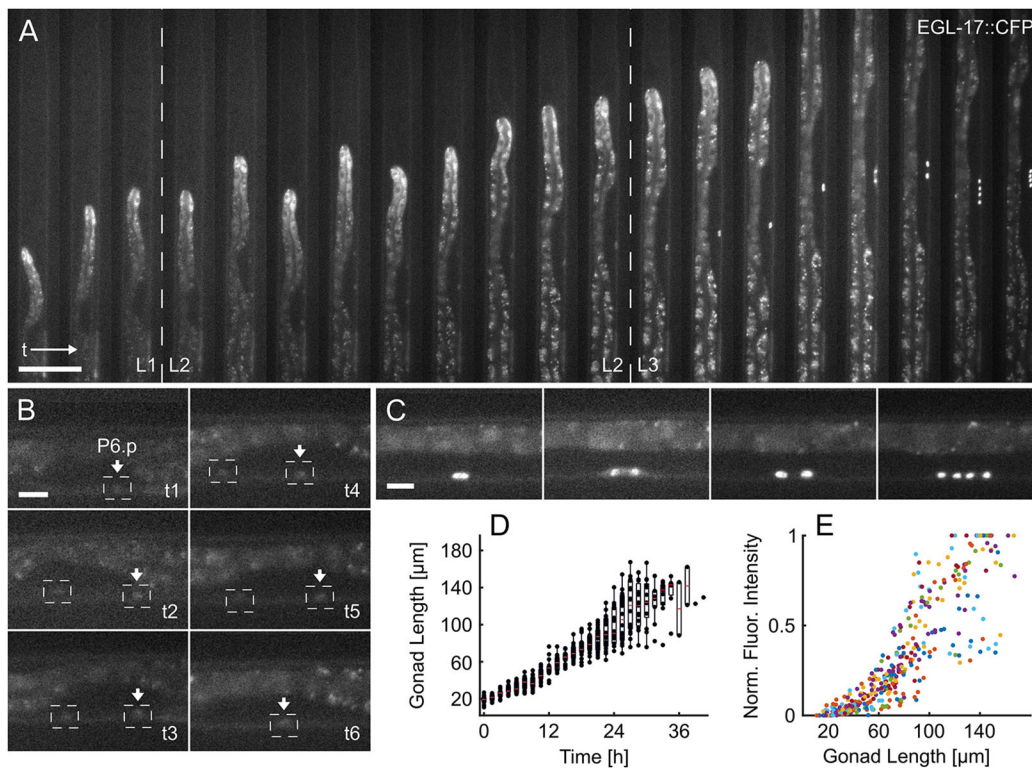 A
EGL-17::CFP
t
L1 L2
L2 L3
B
P6.p
t1
t4
t2
t5
t3
t6
C
D
Gonad Length [µm]
168
140
100
60
20
0 12 24 36
Time [h]
E
Norm. Fluor. Intensity
1
0.5
0
20 60 100 140
Gonad Length [µm]